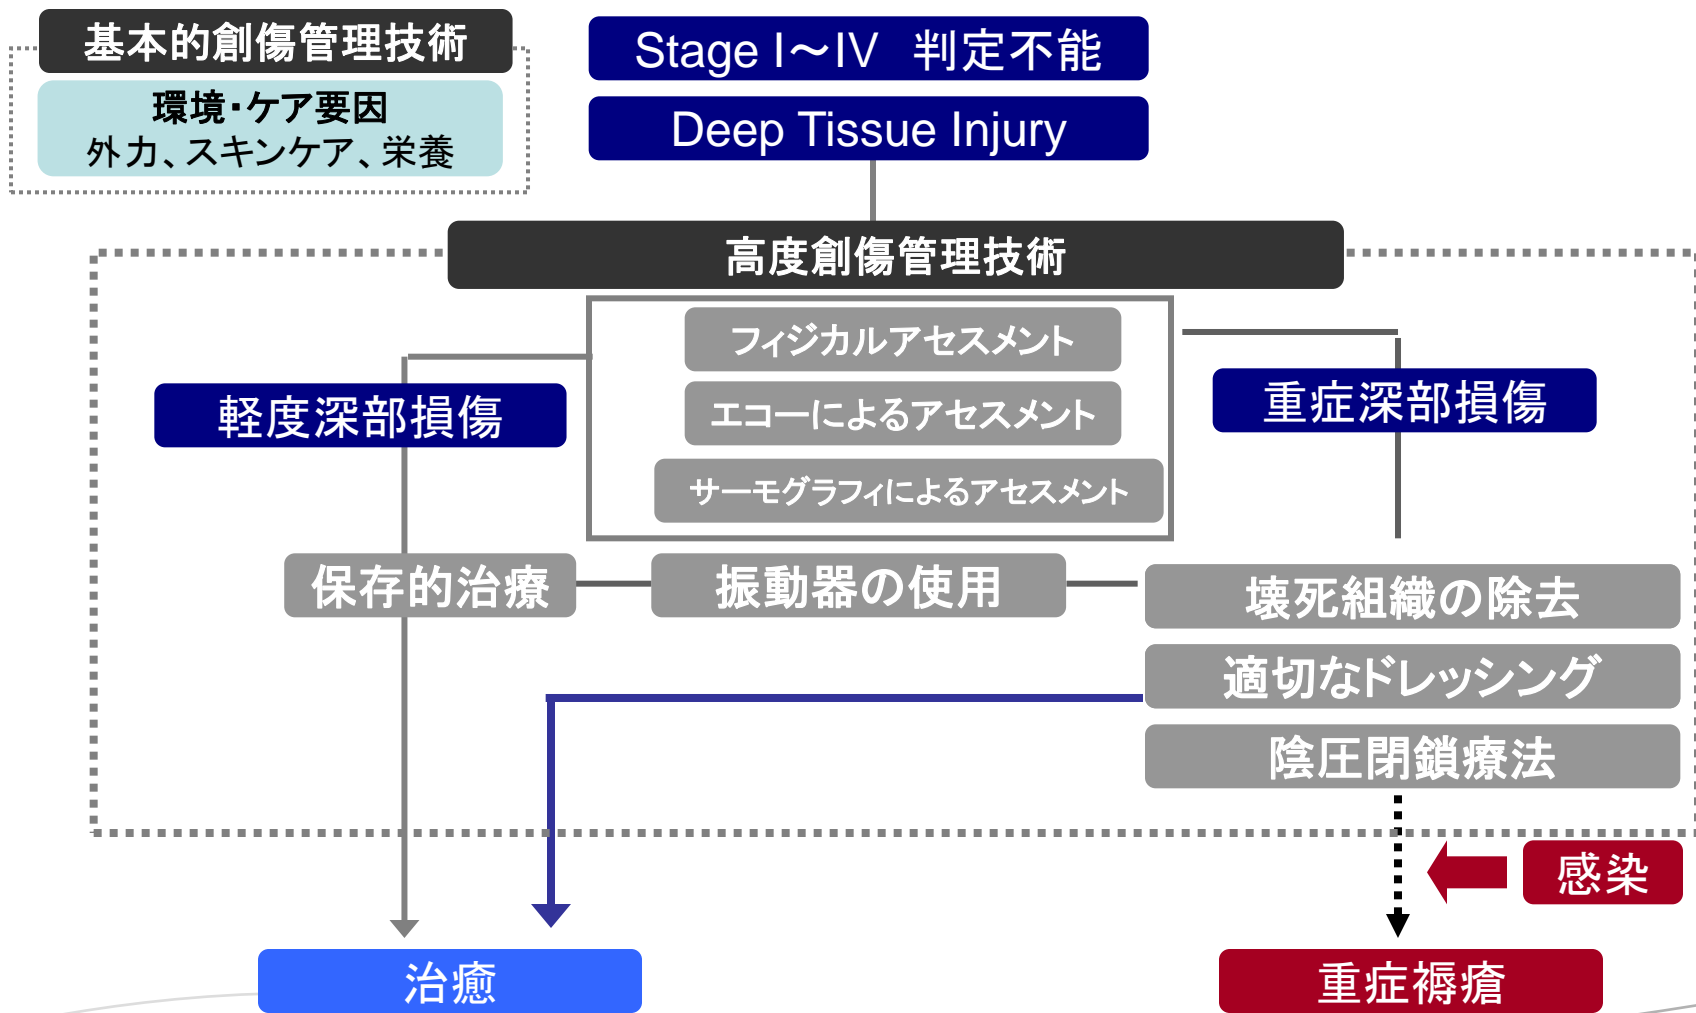 基本的創傷管理技術
環境・ケア要因
外力、スキンケア、栄養
Stage I～IV　判定不能
Deep Tissue Injury
高度創傷管理技術
フィジカルアセスメント
エコーによるアセスメント
サーモグラフィによるアセスメント
軽度深部損傷
重症深部損傷
保存的治療
振動器の使用
壊死組織の除去
適切なドレッシング
陰圧閉鎖療法
感染
治癒
重症褥瘡